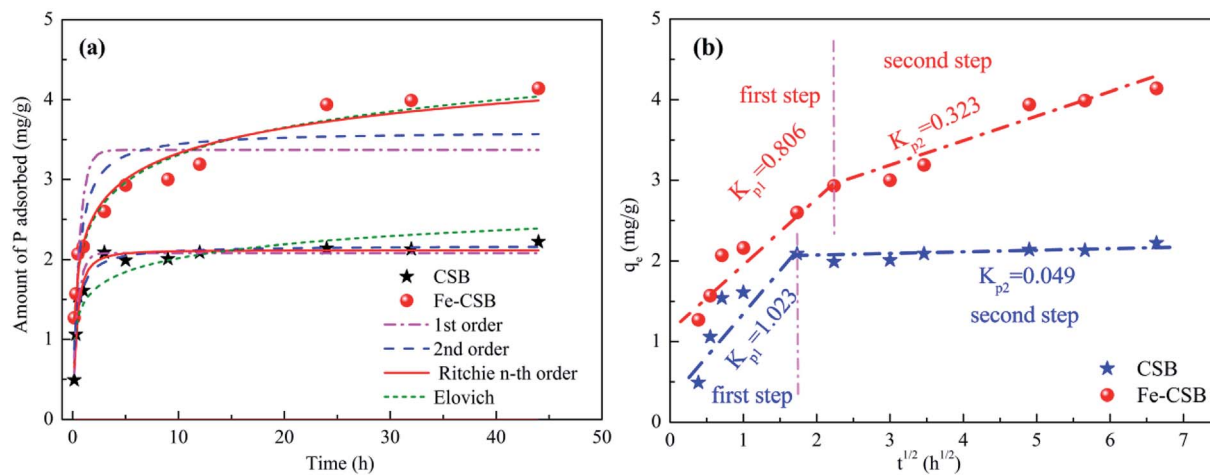 (a)
Amount of P adsorbed (mg/g)
5
4
3
2
1
0
CSB
Fe-CSB
1st order
2nd order
Ritchie n-th order
Elovich
0
10
20
30
40
50
Time (h)
(b)
q_e (mg/g)
5
4
3
2
1
0
second step
first step
K_p1=0.806
K_p2=0.323
K_p1=1.023
K_p2=0.049
first step
second step
CSB
Fe-CSB
0
1
2
3
4
5
6
7
t^1/2 (h^1/2)